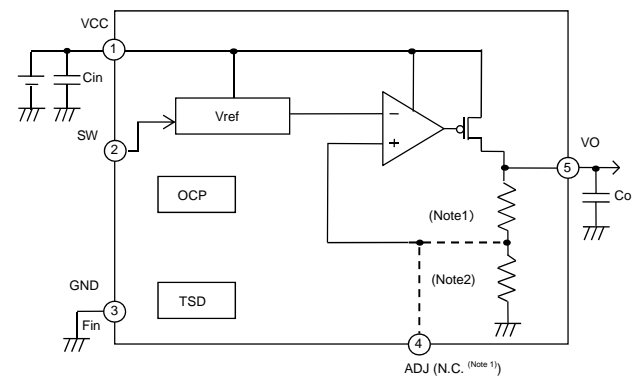 VCC
1
Cin
Vref
−
+
SW
2
VO
5
Co
OCP
(Note1)
(Note2)
GND
3
Fin
TSD
4
ADJ (N.C. (Note 1))